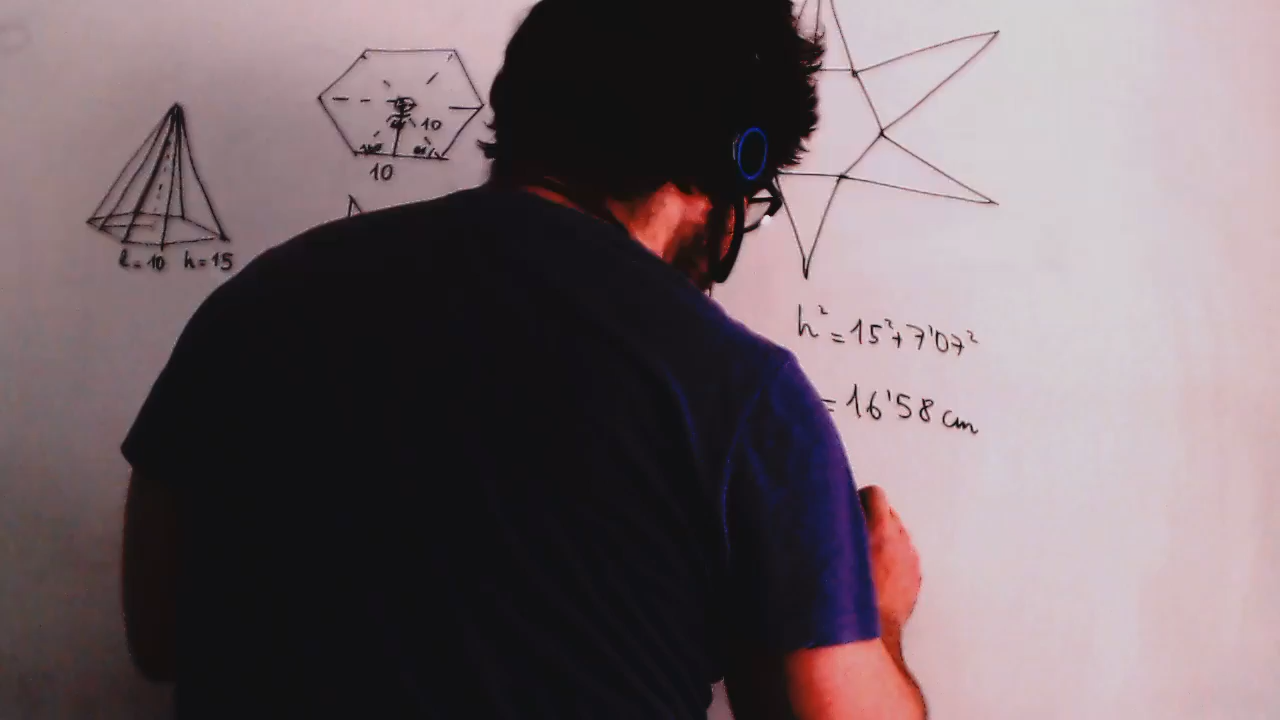 10
10
l=10 h=15
h²=15²+7'07²
=16'58 cm